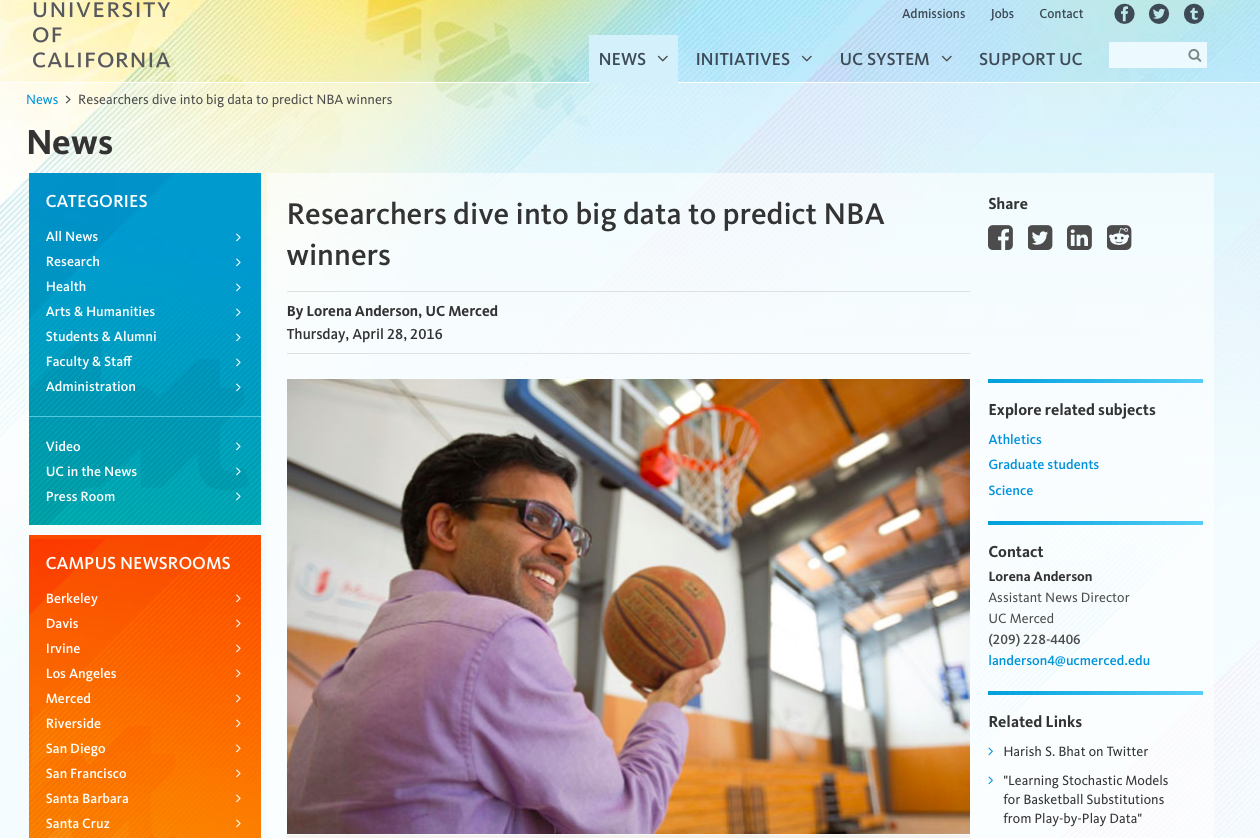 UNIVERSITY
OF
CALIFORNIA
Admissions Jobs Contact
NEWS INITIATIVES UC SYSTEM SUPPORT UC
News > Researchers dive into big data to predict NBA winners
News
CATEGORIES
All News
Research
Health
Arts & Humanities
Students & Alumni
Faculty & Staff
Administration
Video
UC in the News
Press Room
CAMPUS NEWSROOMS
Berkeley
Davis
Irvine
Los Angeles
Merced
Riverside
San Diego
San Francisco
Santa Barbara
Santa Cruz
Researchers dive into big data to predict NBA
winners
By Lorena Anderson, UC Merced
Thursday, April 28, 2016
Share
Explore related subjects
Athletics
Graduate students
Science
Contact
Lorena Anderson
Assistant News Director
UC Merced
(209) 228-4406
landerson4@ucmerced.edu
Related Links
Harish S. Bhat on Twitter
"Learning Stochastic Models
for Basketball Substitutions
from Play-by-Play Data"